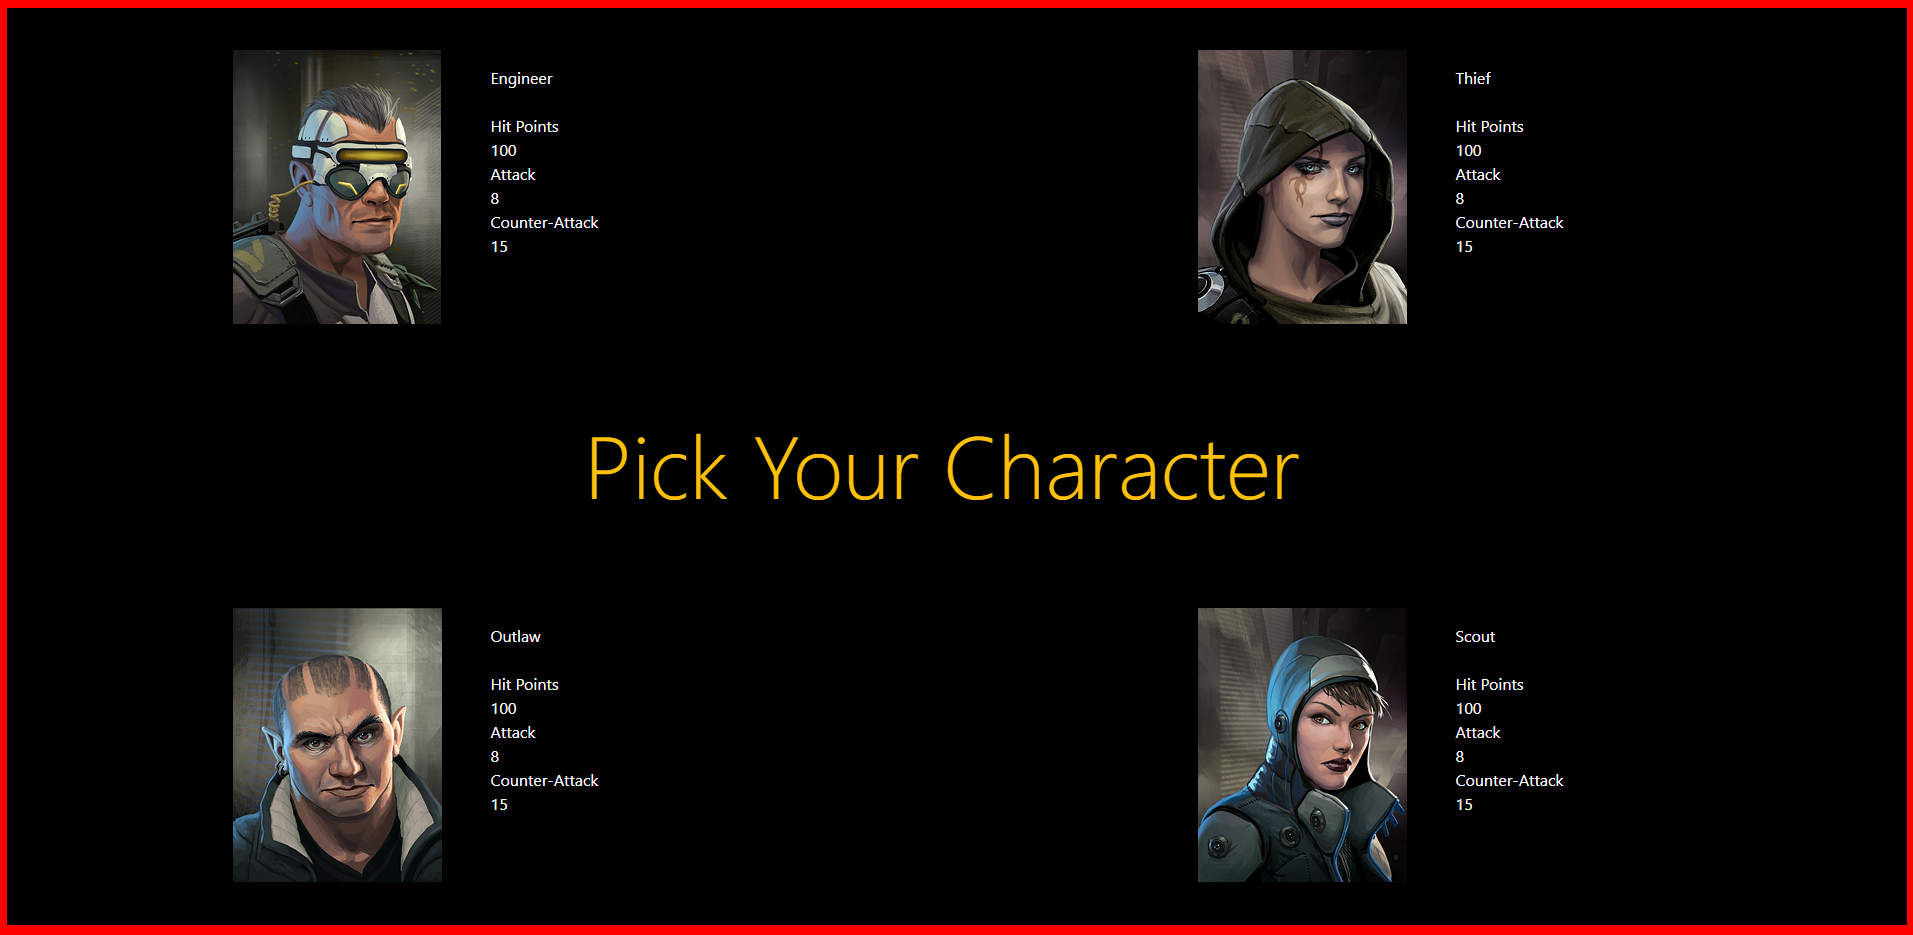 Engineer
Hit Points
100
Attack
8
Counter-Attack
15
Thief
Hit Points
100
Attack
8
Counter-Attack
15
Pick Your Character
Outlaw
Hit Points
100
Attack
8
Counter-Attack
15
Scout
Hit Points
100
Attack
8
Counter-Attack
15